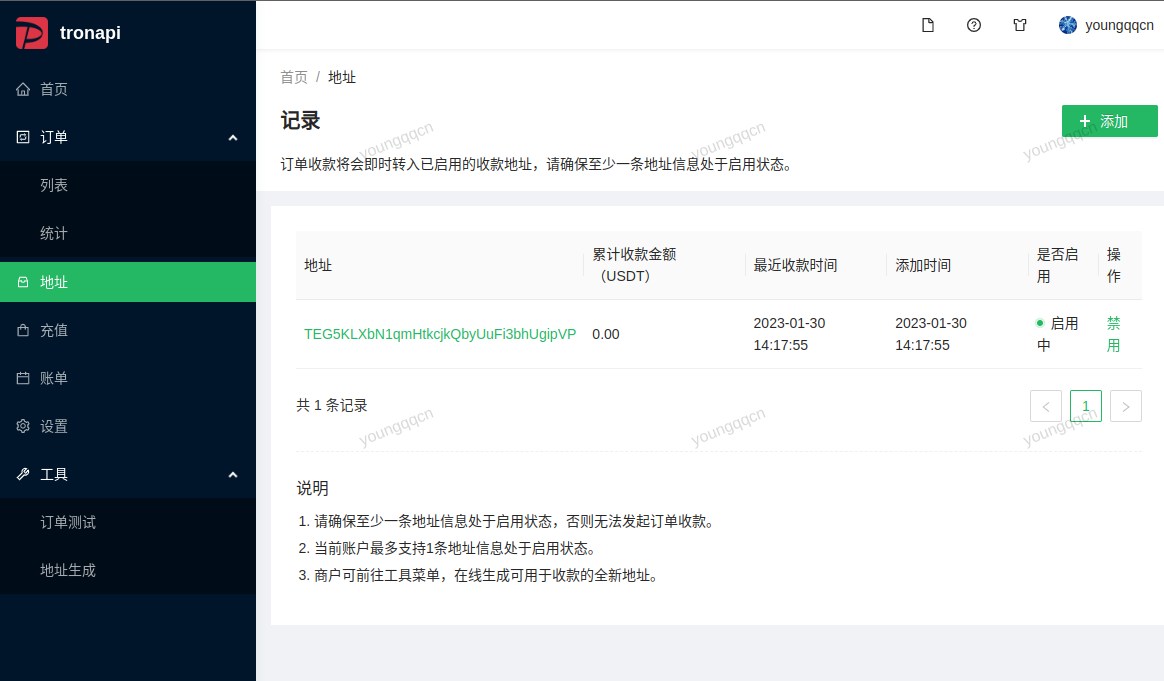 tronapi
youngqqcn
首页
订单
列表
统计
地址
充值
账单
设置
工具
订单测试
地址生成
首页 / 地址
记录
添加
订单收款将会即时转入已启用的收款地址，请确保至少一条地址信息处于启用状态。
youngqqcn youngqqcn youngqqcn
地址 累计收款金额（USDT） 最近收款时间 添加时间 是否启用 操作
TEG5KLXbN1qmHtkcjkQbyUuFi3bhUgipVP 0.00 2023-01-30 14:17:55 2023-01-30 14:17:55 启用中 禁用
共 1 条记录
< 1 >
youngqqcn youngqqcn youngqqcn
说明
1. 请确保至少一条地址信息处于启用状态，否则无法发起订单收款。
2. 当前账户最多支持1条地址信息处于启用状态。
3. 商户可前往工具菜单，在线生成可用于收款的全新地址。